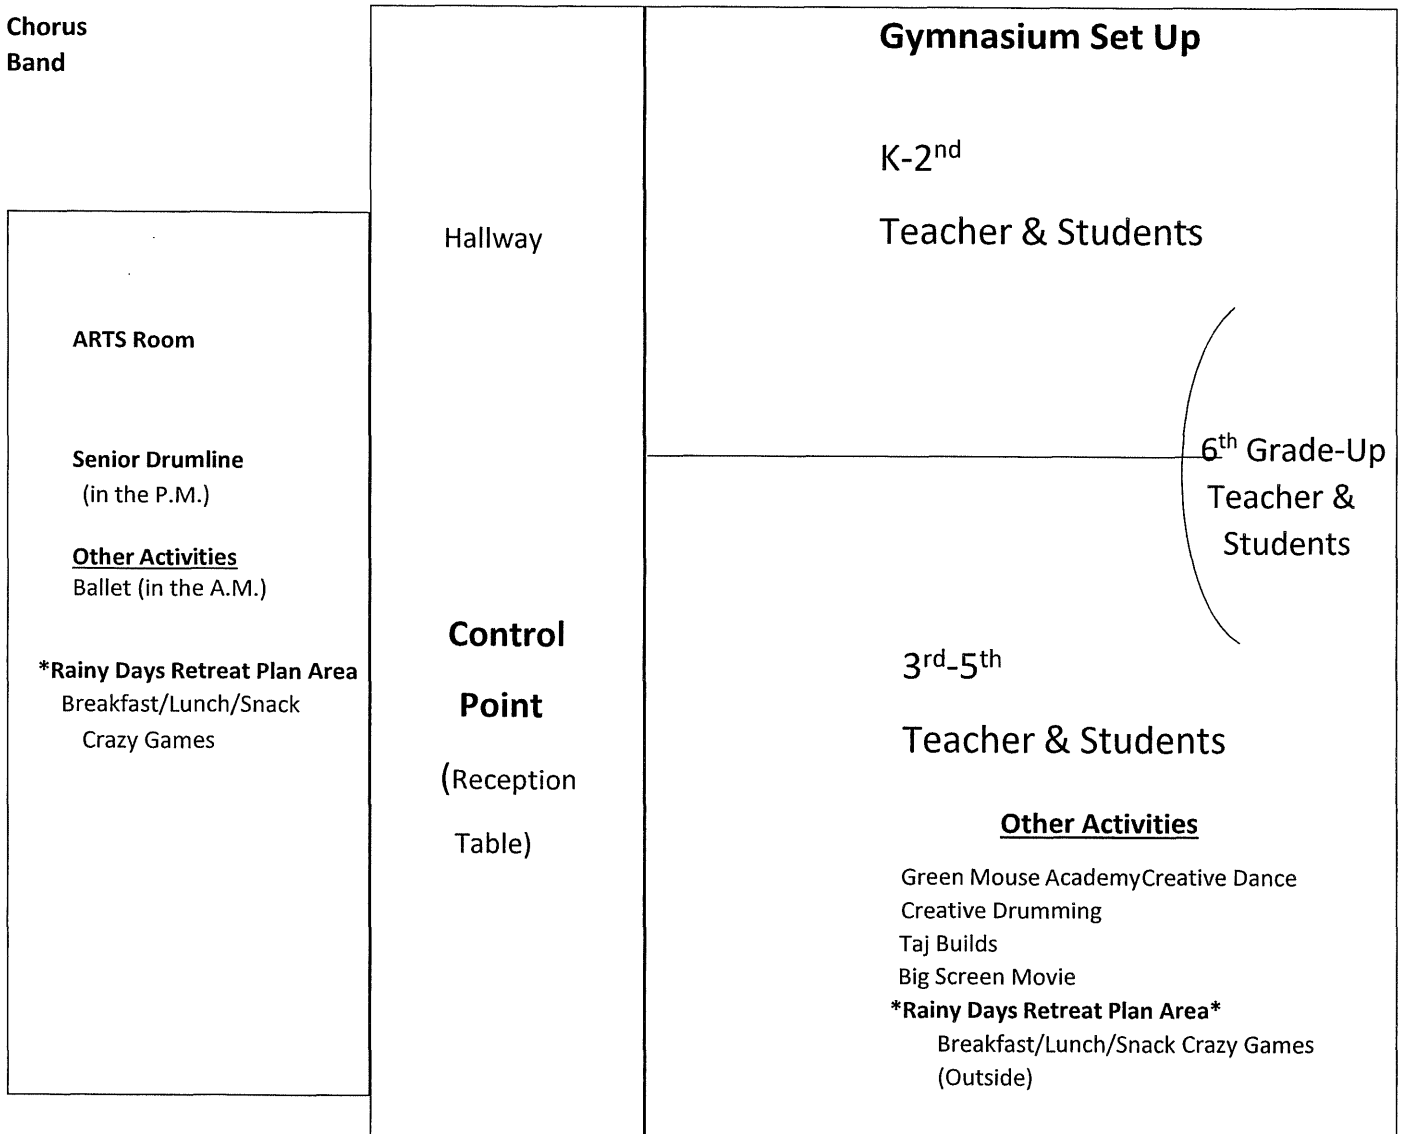 Chorus
Band
ARTS Room
Senior Drumline
(in the P.M.)
Other Activities
Ballet (in the A.M.)
*Rainy Days Retreat Plan Area
Breakfast/Lunch/Snack
Crazy Games
Hallway
Control
Point
(Reception
Table)
Gymnasium Set Up
K-2nd
Teacher & Students
6th Grade-Up
Teacher &
Students
3rd-5th
Teacher & Students
Other Activities
Green Mouse AcademyCreative Dance
Creative Drumming
Taj Builds
Big Screen Movie
*Rainy Days Retreat Plan Area*
Breakfast/Lunch/Snack Crazy Games
(Outside)